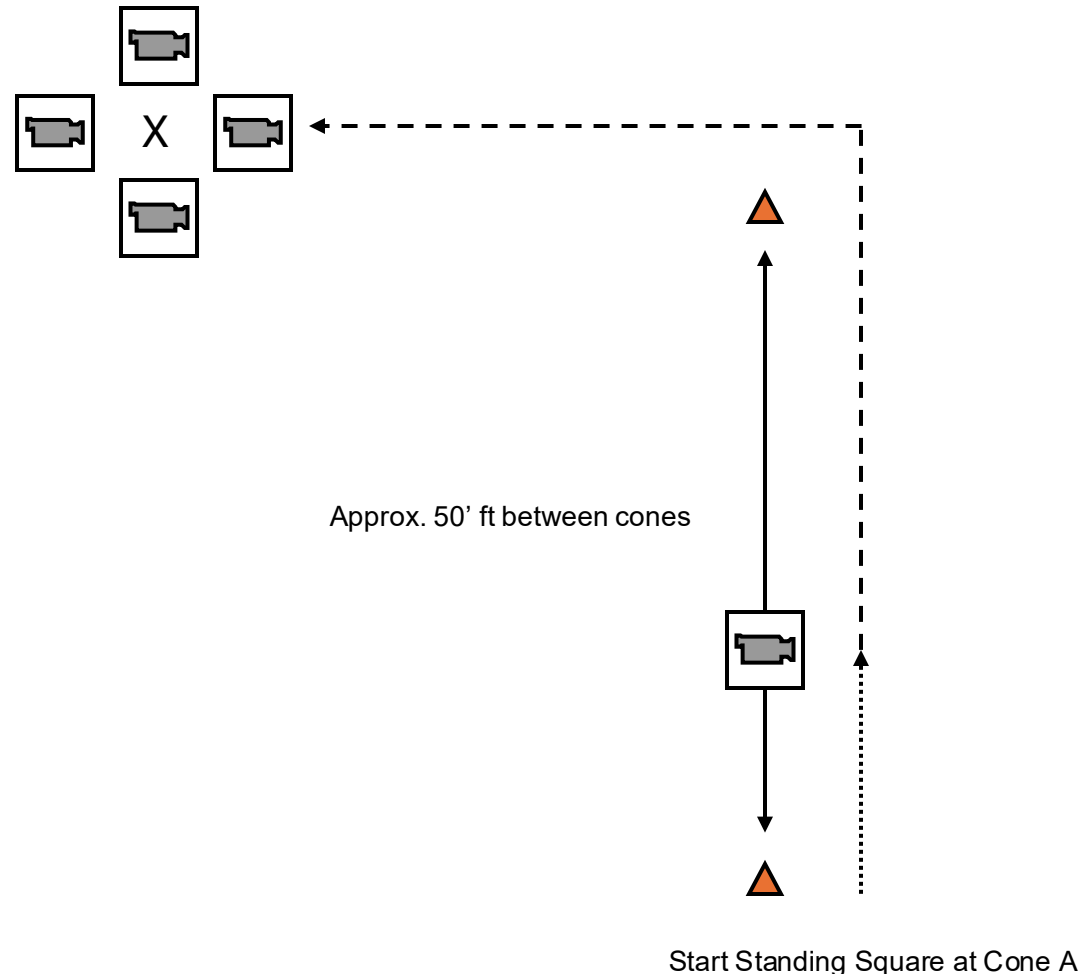 X
Approx. 50’ ft between cones
Start Standing Square at Cone A